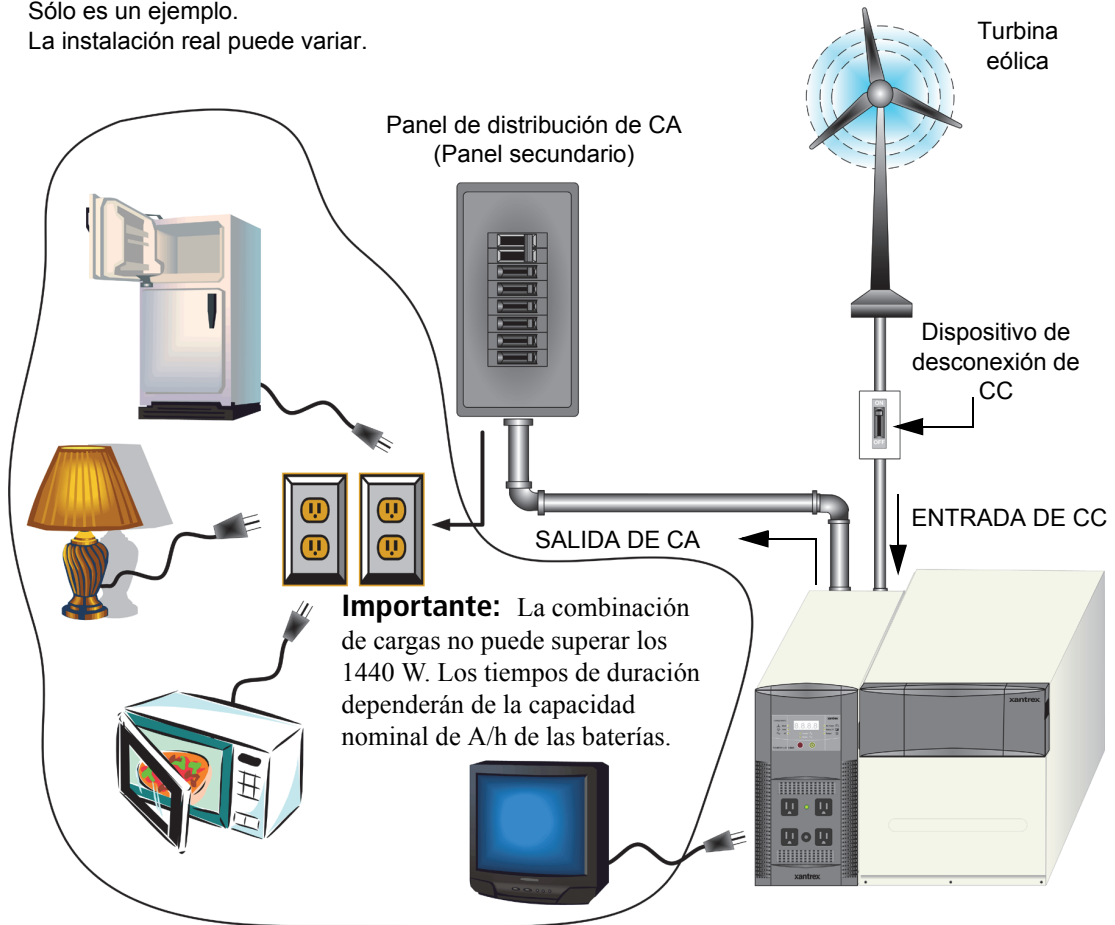 Sólo es un ejemplo.
La instalación real puede variar.
Turbina
eólica
Panel de distribución de CA
(Panel secundario)
Dispositivo de
desconexión de
CC
ON
OFF
ENTRADA DE CC
SALIDA DE CA
Importante: La combinación
de cargas no puede superar los
1440 W. Los tiempos de duración
dependerán de la capacidad
nominal de A/h de las baterías.
xantrex
xantrex